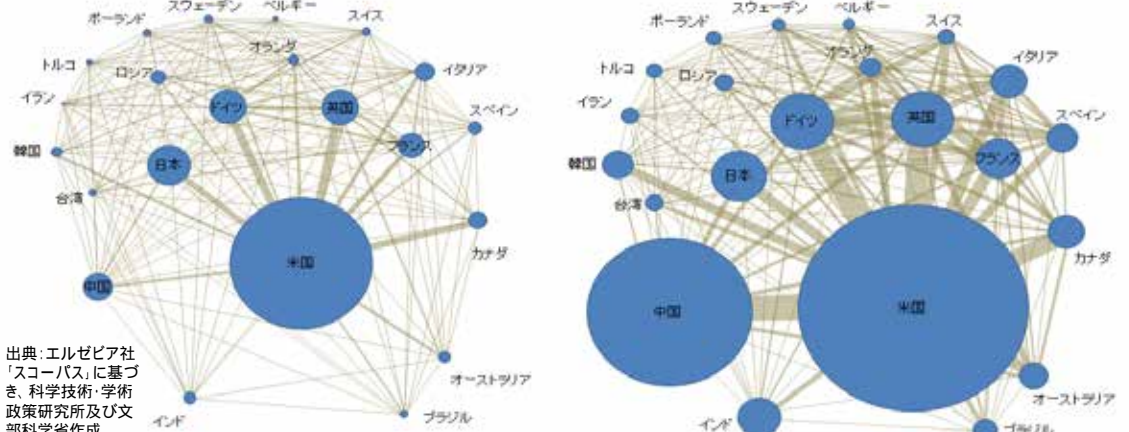 スウェーデン
ベルギー
ポーランド
スイス
オランダ
トルコ
ロシア
イタリア
イラン
ドイツ
英国
スペイン
韓国
フランス
日本
台湾
米国
カナダ
中国
オーストラリア
インド
ブラジル
出典：エルゼビア社
「スコーパス」に基づ
き、科学技術・学術
政策研究所及び文
部科学省作成
スウェーデン
ベルギー
ポーランド
スイス
オランダ
イタリア
トルコ
ロシア
イラン
ドイツ
英国
スペイン
韓国
フランス
日本
台湾
カナダ
中国
米国
オーストラリア
インド
ブラジル